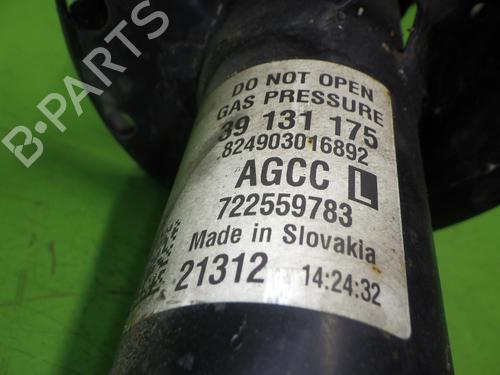 B-PARTS
DO NOT OPEN
GAS PRESSURE
39 131 175
824903016892
AGCC L
722559783
Made in Slovakia
21312 14:24:32